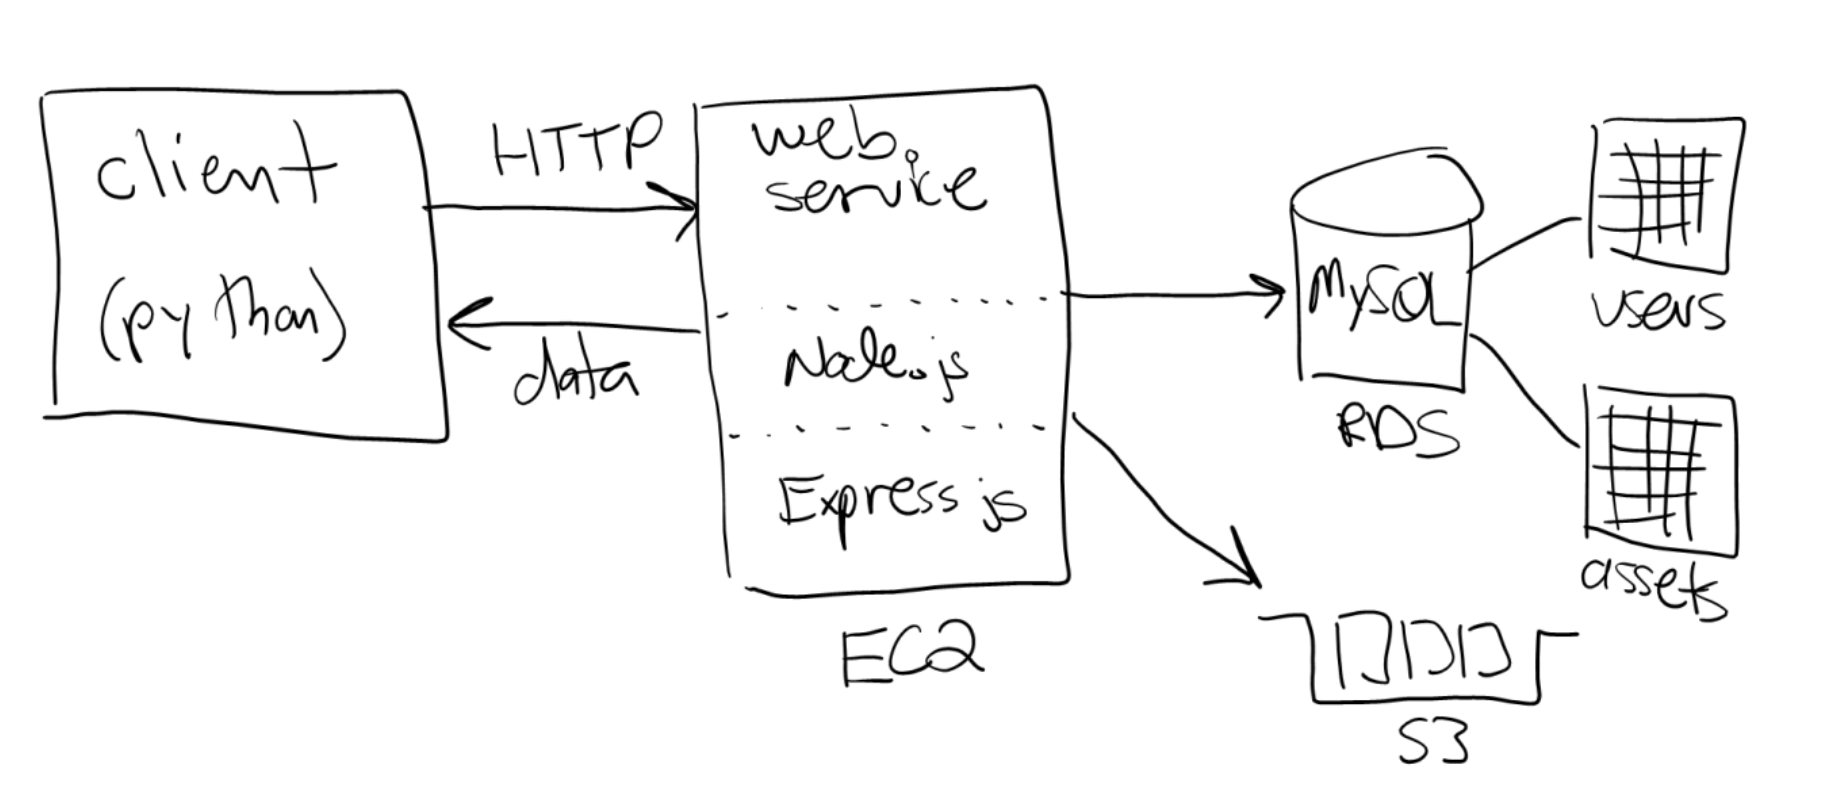 client
(python)
HTTP
data
web
service
Node.js
Express js
EC2
MySQL
RDS
users
assets
S3